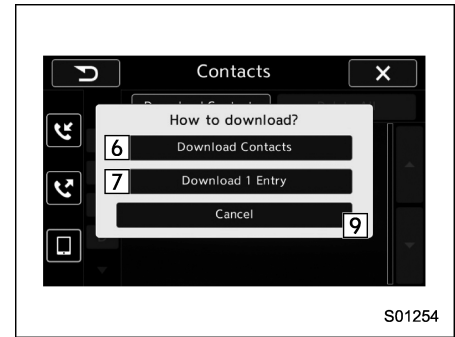 Contacts
How to download?
6 Download Contacts
7 Download 1 Entry
Cancel
9
S01254